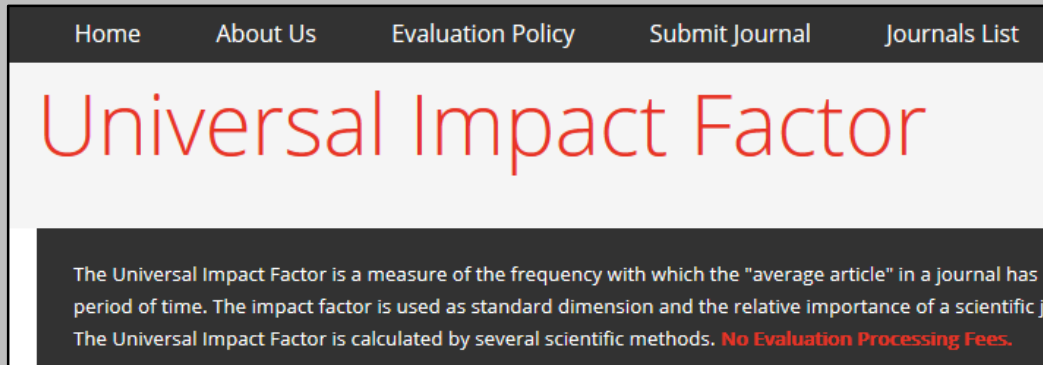 Home About Us Evaluation Policy Submit Journal Journals List
Universal Impact Factor
The Universal Impact Factor is a measure of the frequency with which the "average article" in a journal has
period of time. The impact factor is used as standard dimension and the relative importance of a scientific
The Universal Impact Factor is calculated by several scientific methods. No Evaluation Processing Fees.